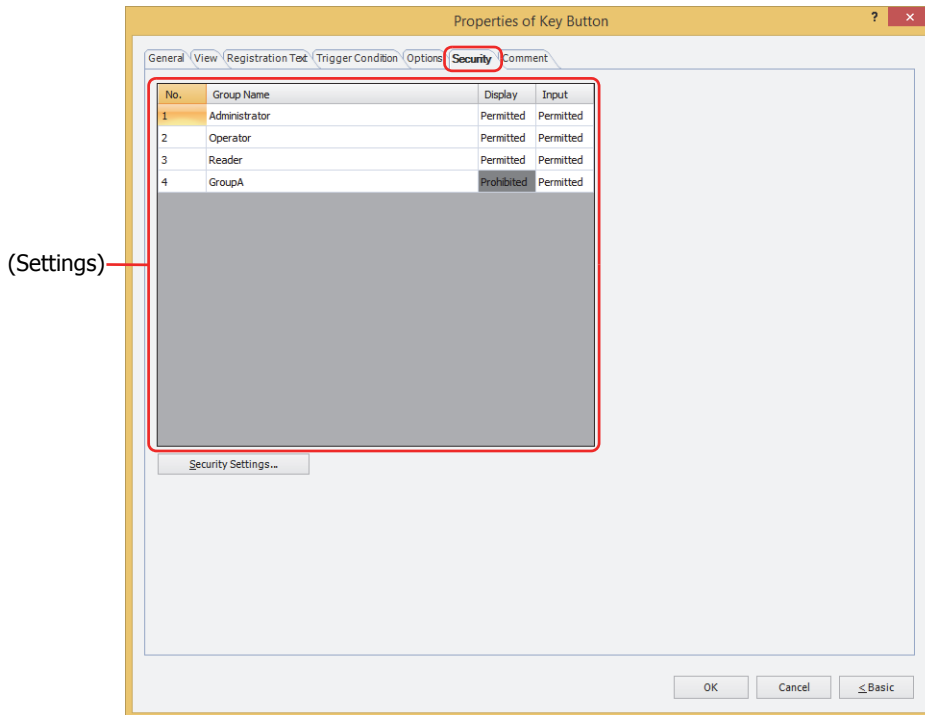 Properties of Key Button ? ×
General View Registration Text Trigger Condition Options Security Comment
No. Group Name Display Input
1 Administrator Permitted Permitted
2 Operator Permitted Permitted
3 Reader Permitted Permitted
4 GroupA Prohibited Permitted
(Settings)
Security Settings...
OK Cancel < Basic